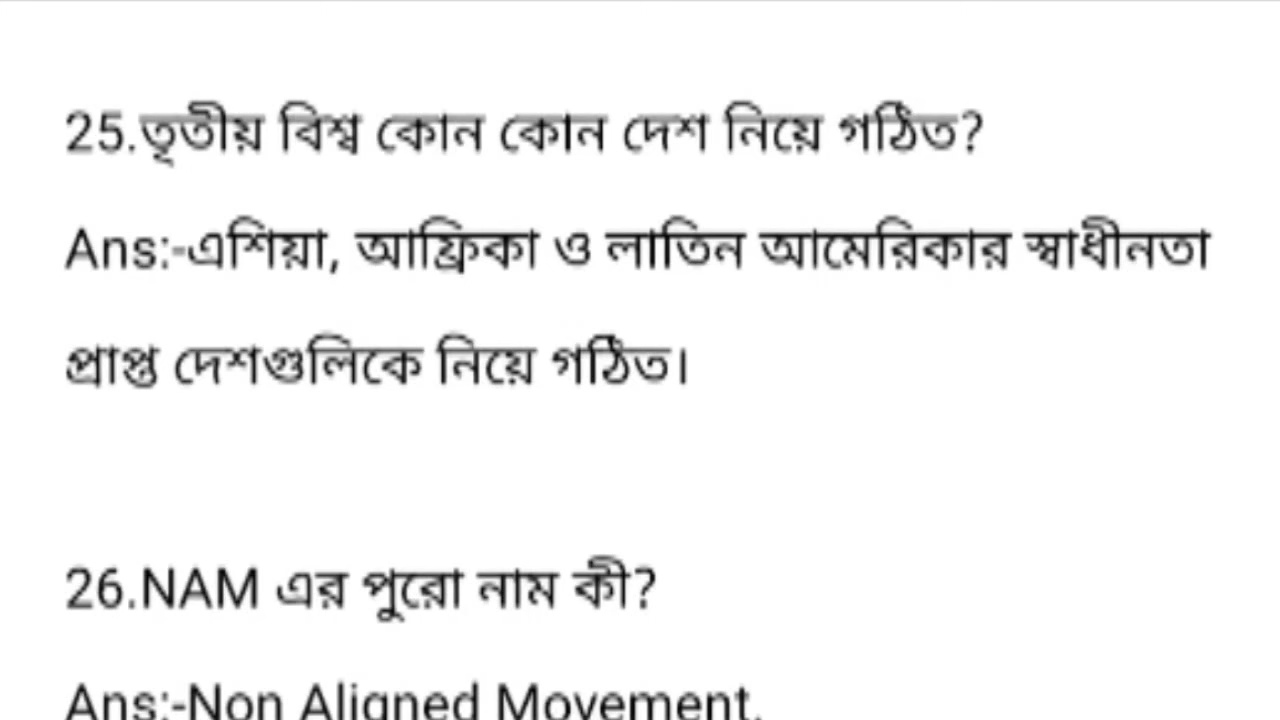 25.তৃতীয় বিশ্ব কোন কোন দেশ নিয়ে গঠিত?
Ans:-এশিয়া, আফ্রিকা ও লাতিন আমেরিকার স্বাধীনতা
প্রাপ্ত দেশগুলিকে নিয়ে গঠিত।
26.NAM এর পুরো নাম কী?
Ans:-Non Aligned Movement.